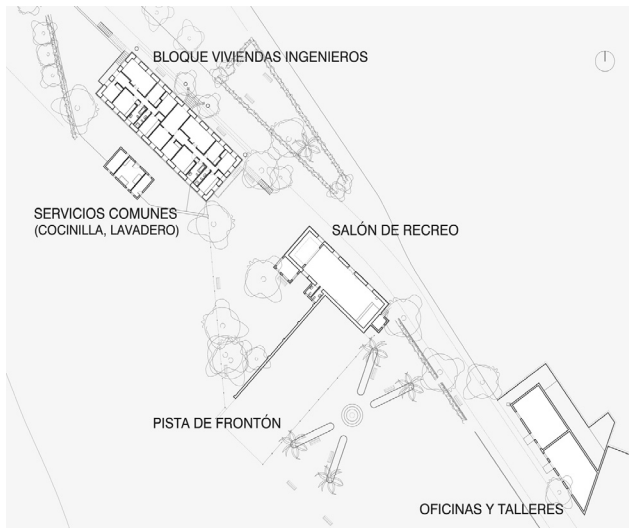 BLOQUE VIVIENDAS INGENIEROS
SERVICIOS COMUNES
(COCINILLA, LAVADERO)
SALÓN DE RECREO
PISTA DE FRONTÓN
OFICINAS Y TALLERES